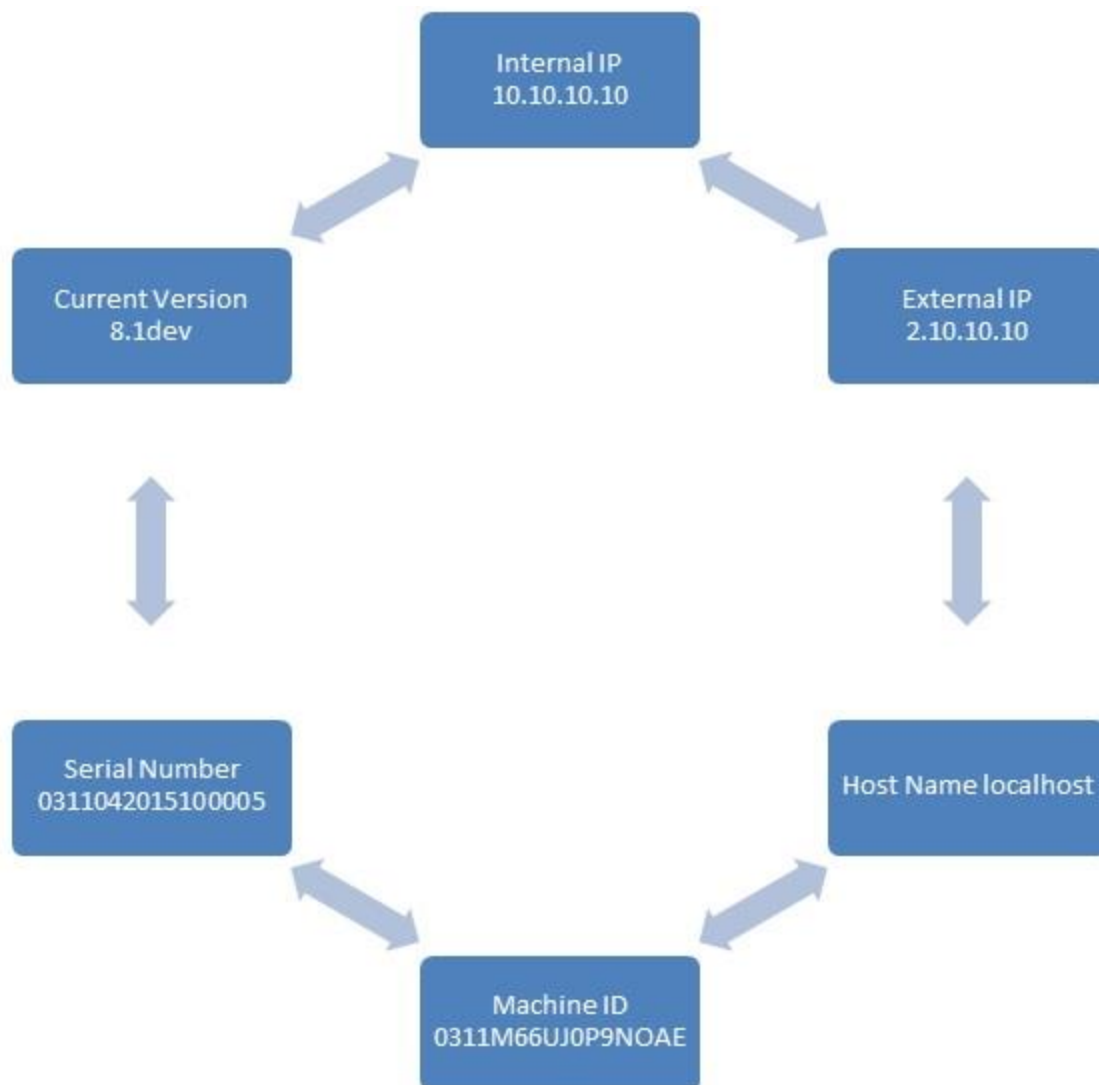 Internal IP
10.10.10.10
Current Version
8.1dev
External IP
2.10.10.10
Serial Number
0311042015100005
Host Name localhost
Machine ID
0311M66UJ0P9NOAE